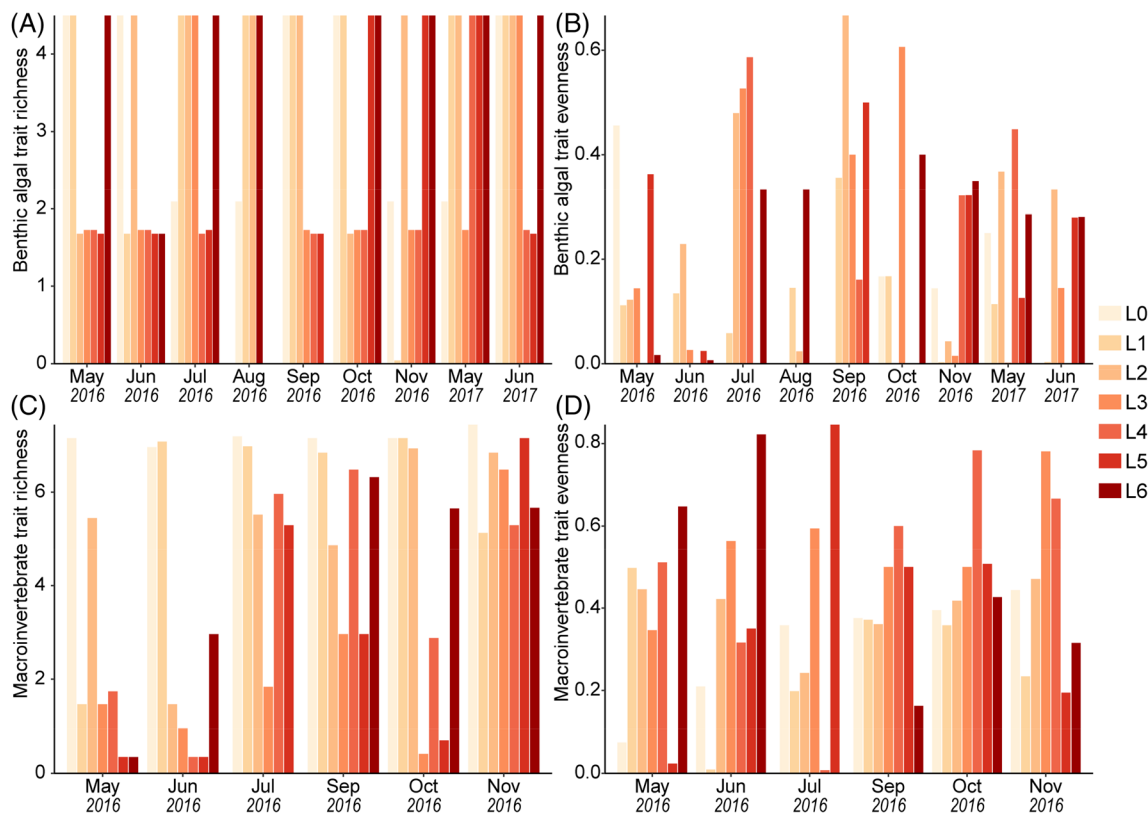 (A)
Benthic algal trait richness
4
3
2
1
0
May Jun Jul Aug Sep Oct Nov May Jun
2016 2016 2016 2016 2016 2016 2016 2017 2017
(B)
Benthic algal trait evenness
0.6
0.4
0.2
0.0
May Jun Jul Aug Sep Oct Nov May Jun
2016 2016 2016 2016 2016 2016 2016 2017 2017
L0
L1
L2
L3
L4
L5
L6
(C)
Macroinvertebrate trait richness
6
4
2
0
May Jun Jul Sep Oct Nov
2016 2016 2016 2016 2016 2016
(D)
Macroinvertebrate trait evenness
0.8
0.6
0.4
0.2
0.0
May Jun Jul Sep Oct Nov
2016 2016 2016 2016 2016 2016